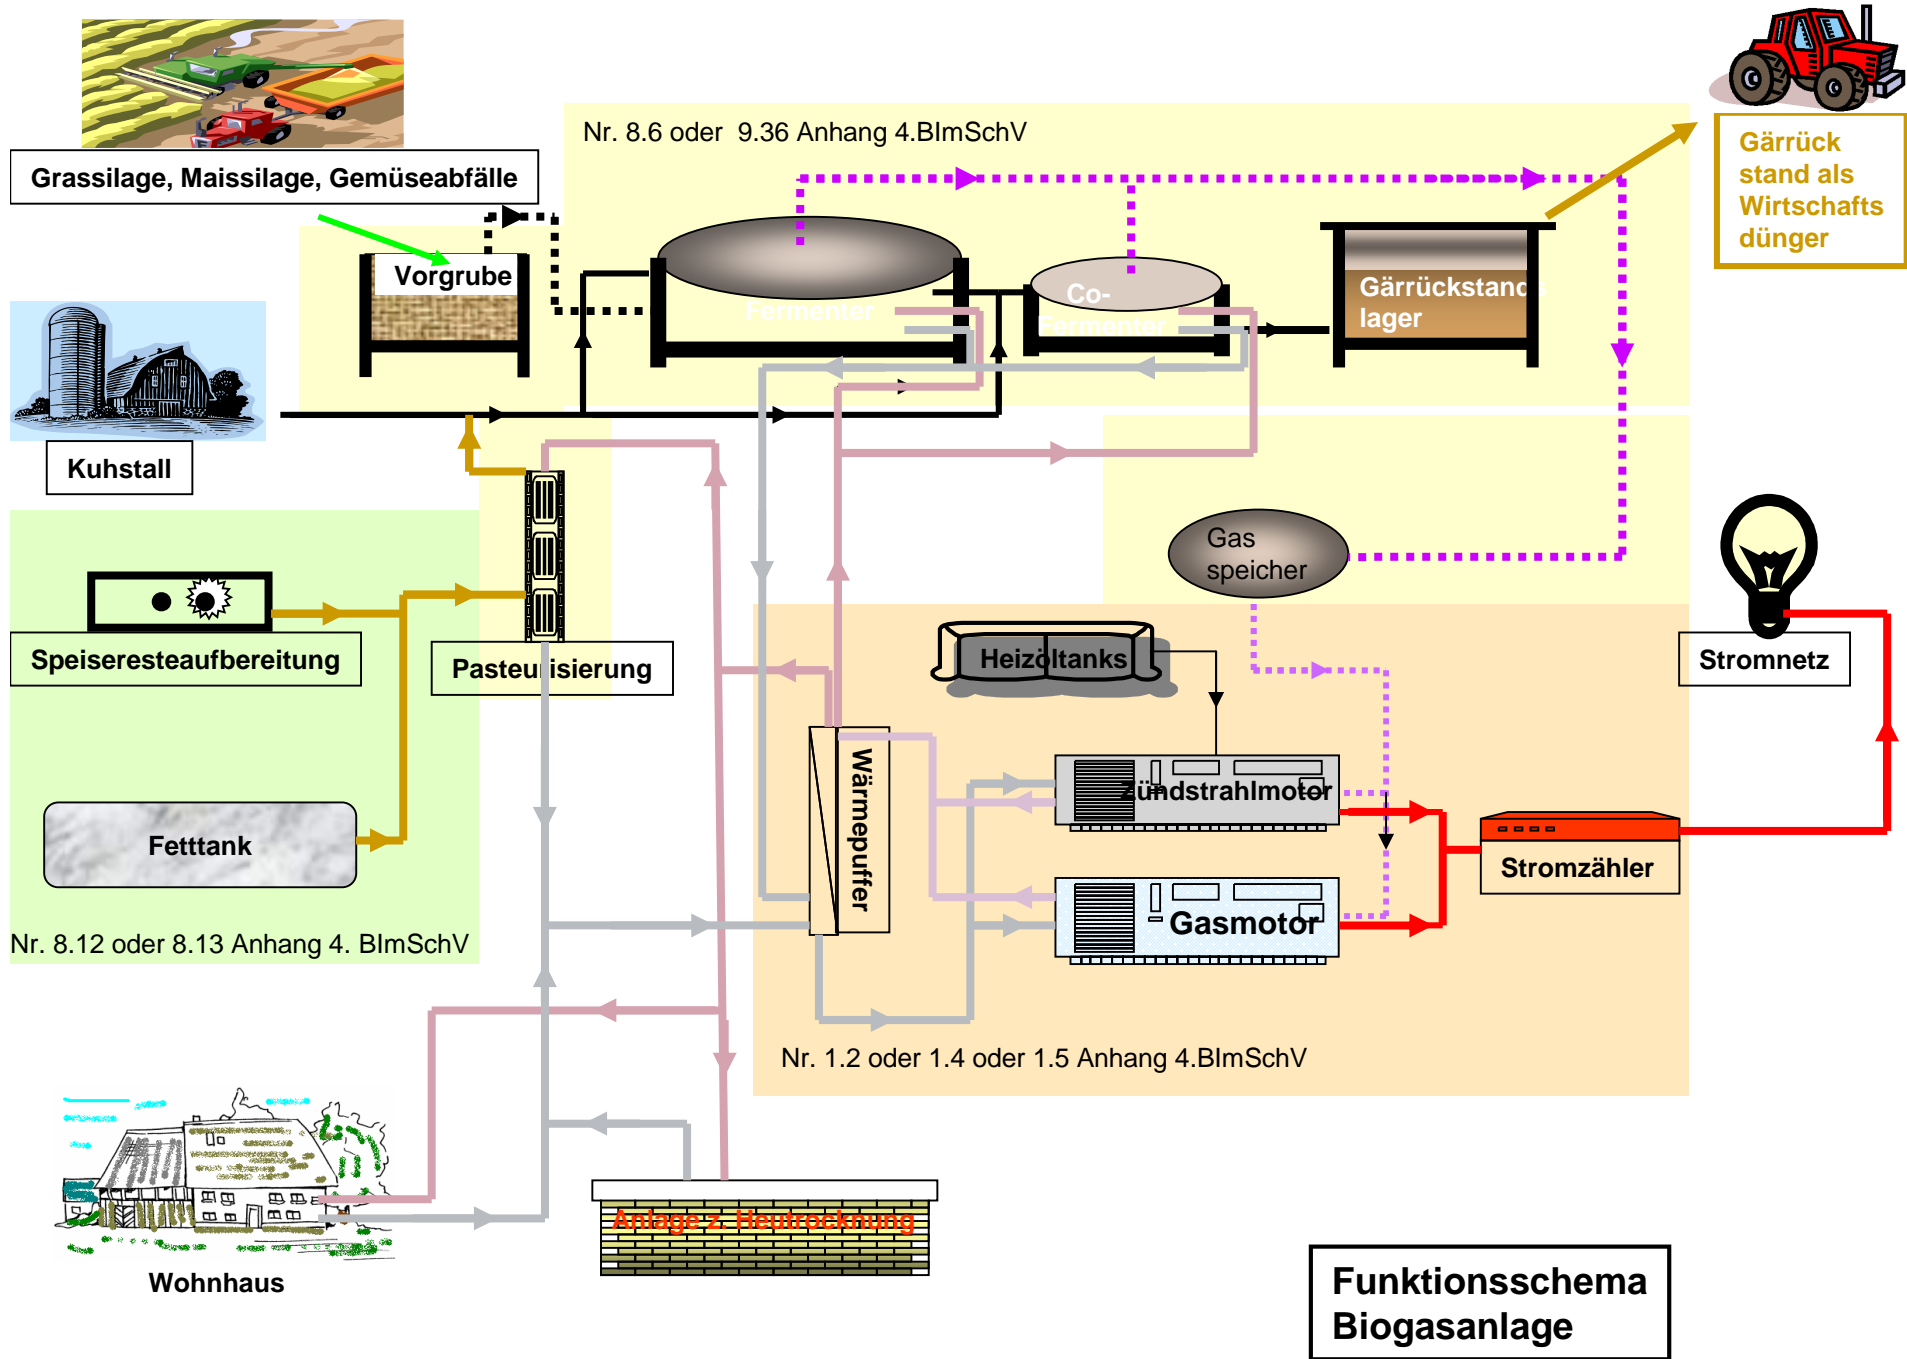 Nr. 8.6 oder 9.36 Anhang 4.BImSchV
Grassilage, Maissilage, Gemüseabfälle
Gärrück
stand als
Wirtschafts
dünger
Vorgrube
Fermenter
Co-
Fermenter
Gärrückstands
lager
Kuhstall
Gas
speicher
Speiseresteaufbereitung
Pasteurisierung
Heizöltanks
Stromnetz
Wärmepuffer
Zündstrahlmotor
Fetttank
Stromzähler
Gasmotor
Nr. 8.12 oder 8.13 Anhang 4. BImSchV
Nr. 1.2 oder 1.4 oder 1.5 Anhang 4.BImSchV
Anlage z. Heutrocknung
Wohnhaus
Funktionsschema
Biogasanlage